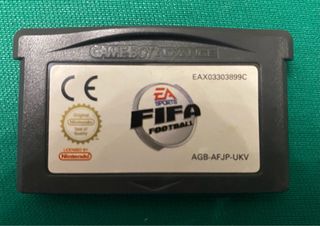 GAME BOY ADVANCE
EAX03303899C
CE
EA
SPORTS
FIFA
FOOTBALL
Original
Nintendo
Seal of
Quality
LICENSED BY
Nintendo
AGB-AFJP-UKV